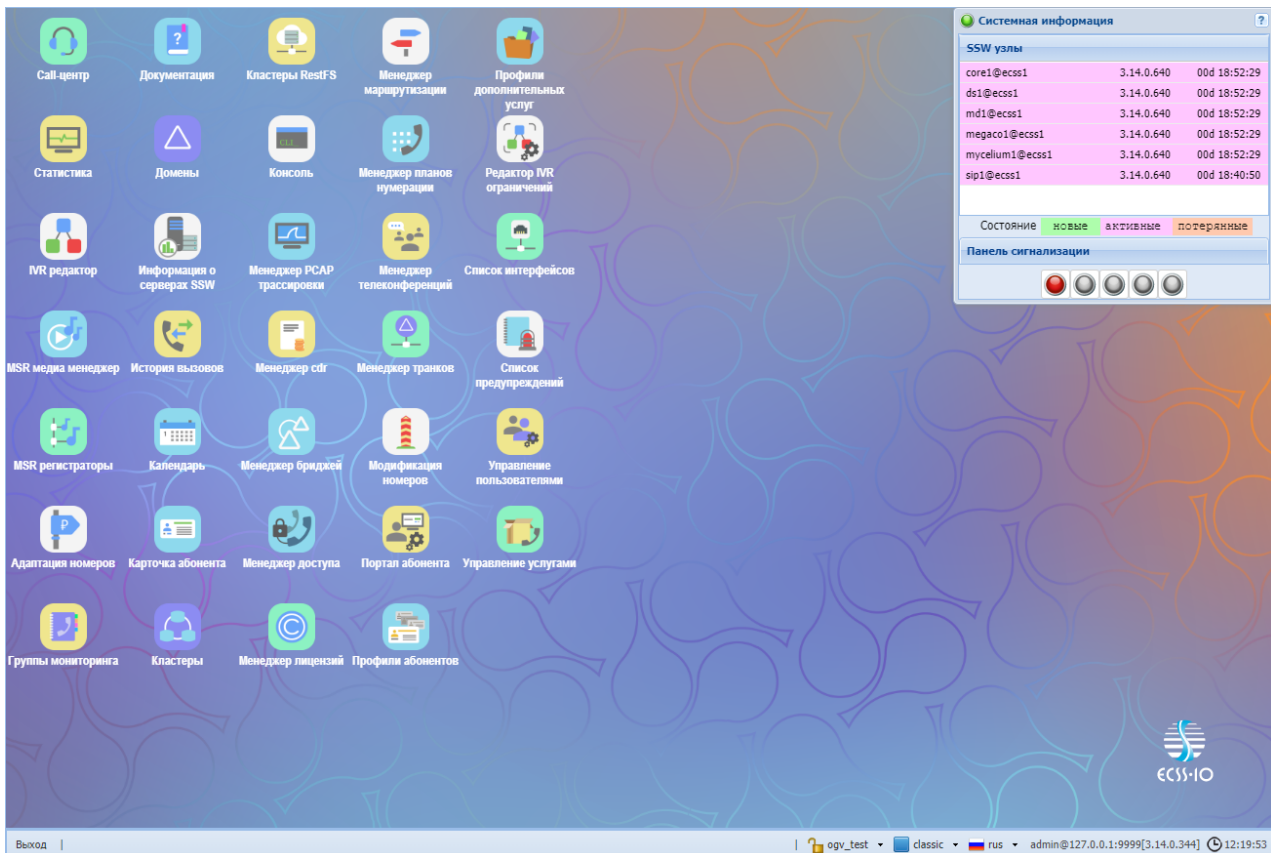 Call-центр
Документация
Кластеры RestFS
Менеджер
маршрутизации
Профили
дополнительных
услуг
Статистика
Домены
CLI
Консоль
Менеджер планов
нумерации
Редактор IVR
ограничений
IVR редактор
Информация о
серверах SSW
Менеджер PCAP
трассировки
Менеджер
телеконференций
Список интерфейсов
MSR медиа менеджер
История вызовов
Менеджер cdr
Менеджер транков
Список
предупреждений
MSR регистраторы
Календарь
Менеджер бриджей
Модификация
номеров
Управление
пользователями
Адаптация номеров
Карточка абонента
Менеджер доступа
Портал абонента
Управление услугами
Группы мониторинга
Кластеры
Менеджер лицензий
Профили абонентов
Системная информация ?
SSW узлы
core1@ecss1 3.14.0.640 00d 18:52:29
ds1@ecss1 3.14.0.640 00d 18:52:29
md1@ecss1 3.14.0.640 00d 18:52:29
megaco1@ecss1 3.14.0.640 00d 18:52:29
mycelium1@ecss1 3.14.0.640 00d 18:52:29
sip1@ecss1 3.14.0.640 00d 18:40:50
Состояние новые активные потерянные
Панель сигнализации
ECSS-10
Выход | | ogv_test classic rus admin@127.0.0.1:9999[3.14.0.344] 12:19:53